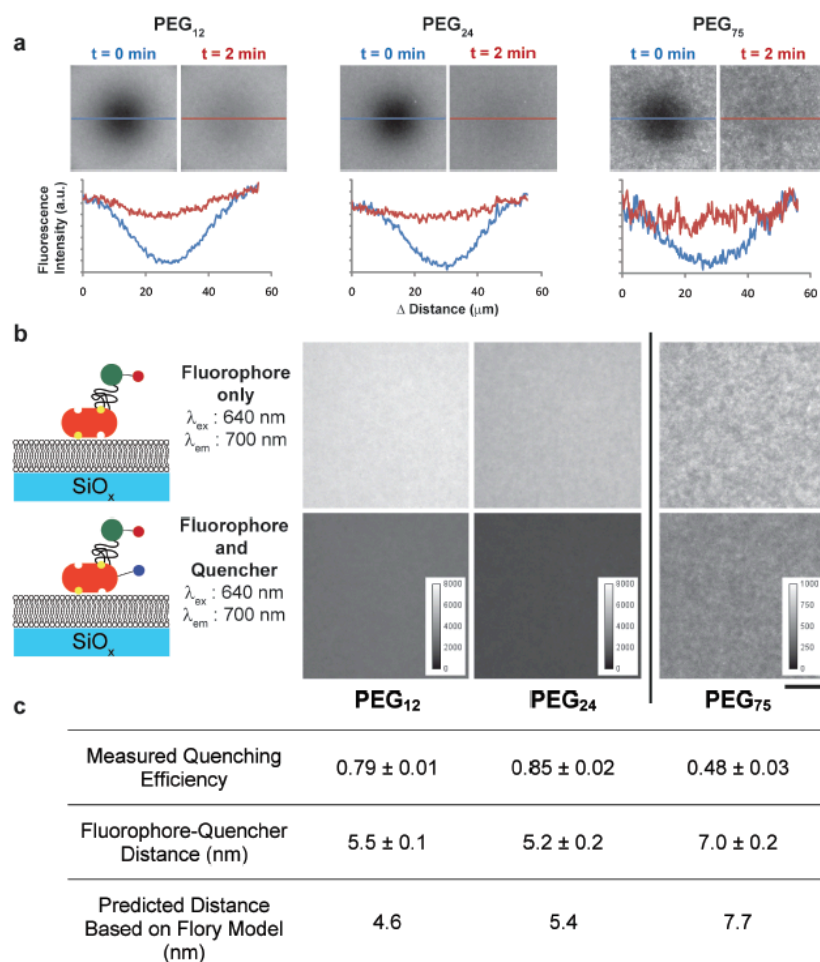 a
PEG12 PEG24 PEG75
t = 0 min t = 2 min t = 0 min t = 2 min t = 0 min t = 2 min
Fluorescence
Intensity (a.u.)
0 20 40 60 0 20 40 60 0 20 40 60
Δ Distance (μm)
b
Fluorophore
only
λex : 640 nm
λem : 700 nm
SiOx
Fluorophore
and
Quencher
λex : 640 nm
λem : 700 nm
SiOx
8000 8000 1000
6000 6000 750
4000 4000 500
2000 2000 250
0 0 0
PEG12 PEG24 PEG75
c
Measured Quenching
Efficiency
0.79 ± 0.01 0.85 ± 0.02 0.48 ± 0.03
Fluorophore-Quencher
Distance (nm)
5.5 ± 0.1 5.2 ± 0.2 7.0 ± 0.2
Predicted Distance
Based on Flory Model
(nm)
4.6 5.4 7.7